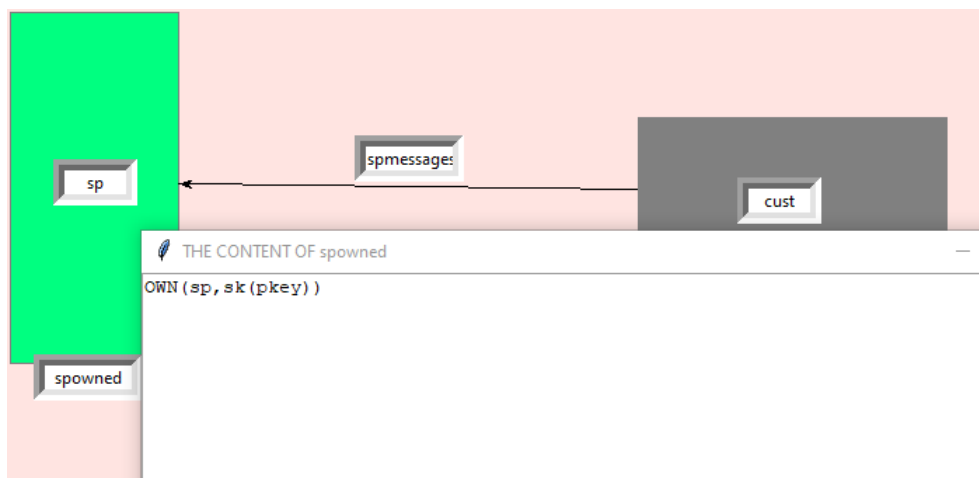 spmessages
sp
cust
THE CONTENT OF spowned
OWN(sp,sk(pkey))
spowned